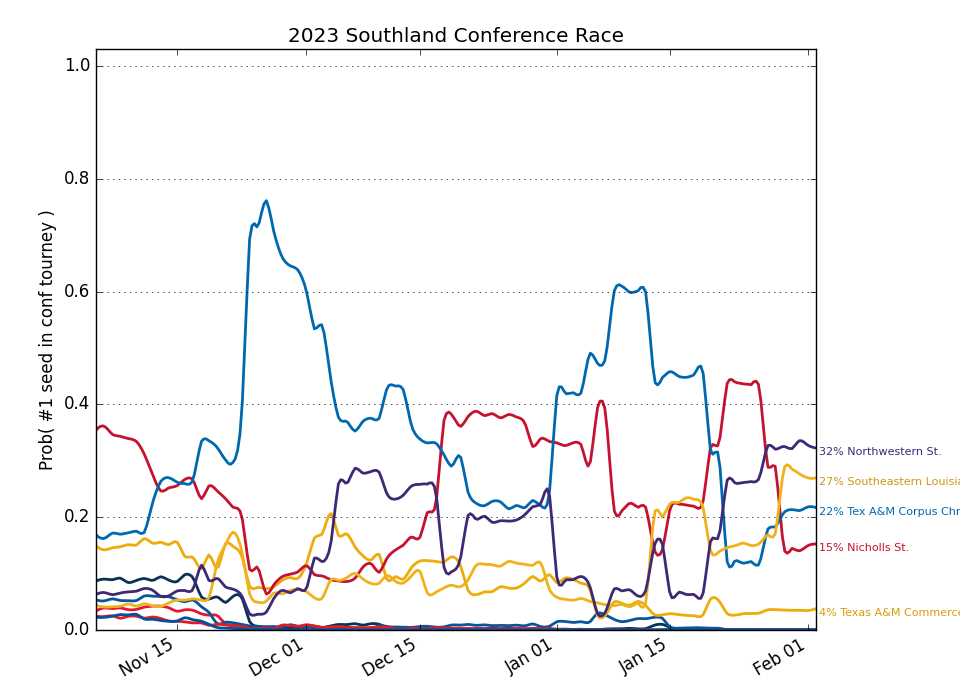 2023 Southland Conference Race
Prob( #1 seed in conf tourney )
1.0
0.8
0.6
0.4
0.2
0.0
Nov 15
Dec 01
Dec 15
Jan 01
Jan 15
Feb 01
32% Northwestern St.
27% Southeastern Louisia
22% Tex A&M Corpus Chr
15% Nicholls St.
4% Texas A&M Commerce